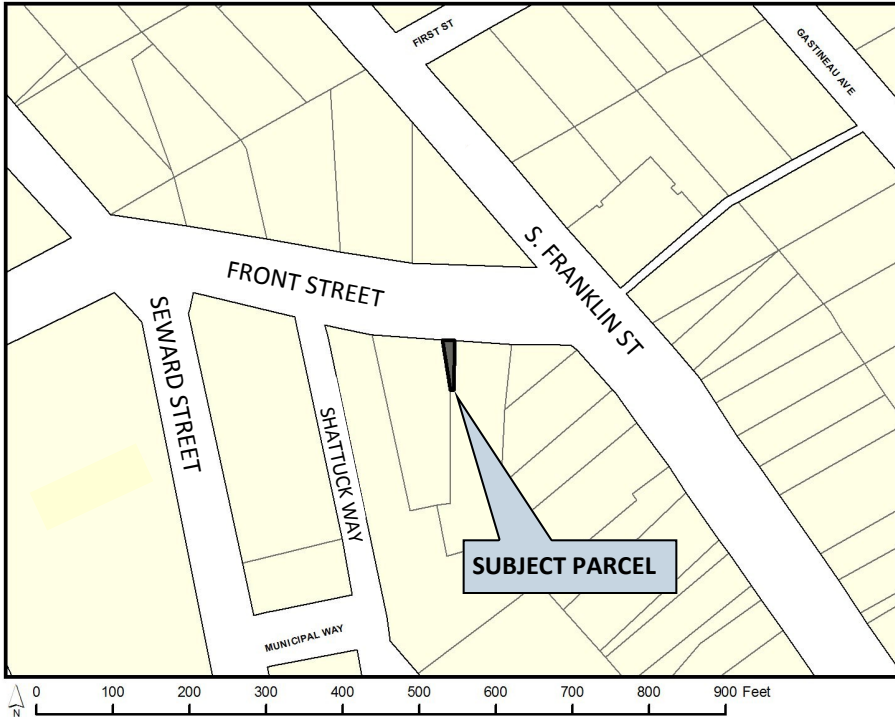 FIRST ST
GASTINEAU AVE
S. FRANKLIN ST
FRONT STREET
SEWARD STREET
SHATTUCK WAY
SUBJECT PARCEL
MUNICIPAL WAY
N
0 100 200 300 400 500 600 700 800 900 Feet